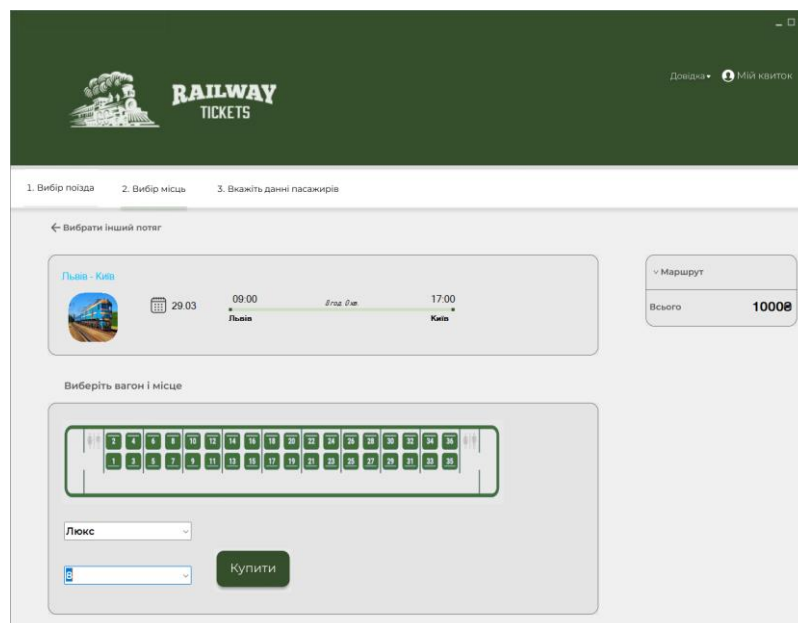 RAILWAY
TICKETS
Довідка
Мій квиток
1. Вибір поїзда
2. Вибір місць
3. Вкажіть данні пасажирів
Вибрати інший потяг
Львів - Київ
29.03
09:00
8год 0хв.
17:00
Львів
Київ
Маршрут
Всього
1000₴
Виберіть вагон і місце
2 4 6 8 10 12 14 16 18 20 22 24 26 28 30 32 34 36
1 3 5 7 9 11 13 15 17 19 21 23 25 27 29 31 33 35
Люкс
8
Купити